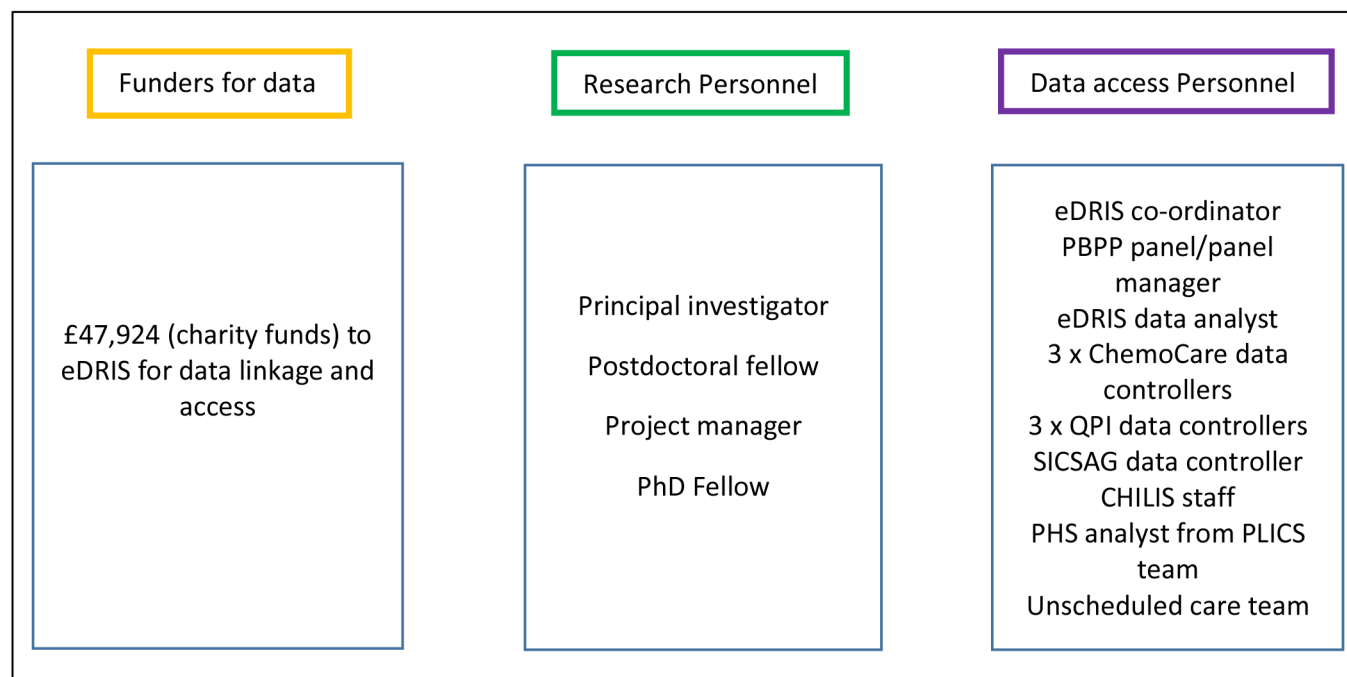 Funders for data
Research Personnel
Data access Personnel
£47,924 (charity funds) to
eDRIS for data linkage and
access
Principal investigator
Postdoctoral fellow
Project manager
PhD Fellow
eDRIS co-ordinator
PBPP panel/panel
manager
eDRIS data analyst
3 x ChemoCare data
controllers
3 x QPI data controllers
SICSAG data controller
CHILIS staff
PHS analyst from PLICS
team
Unscheduled care team